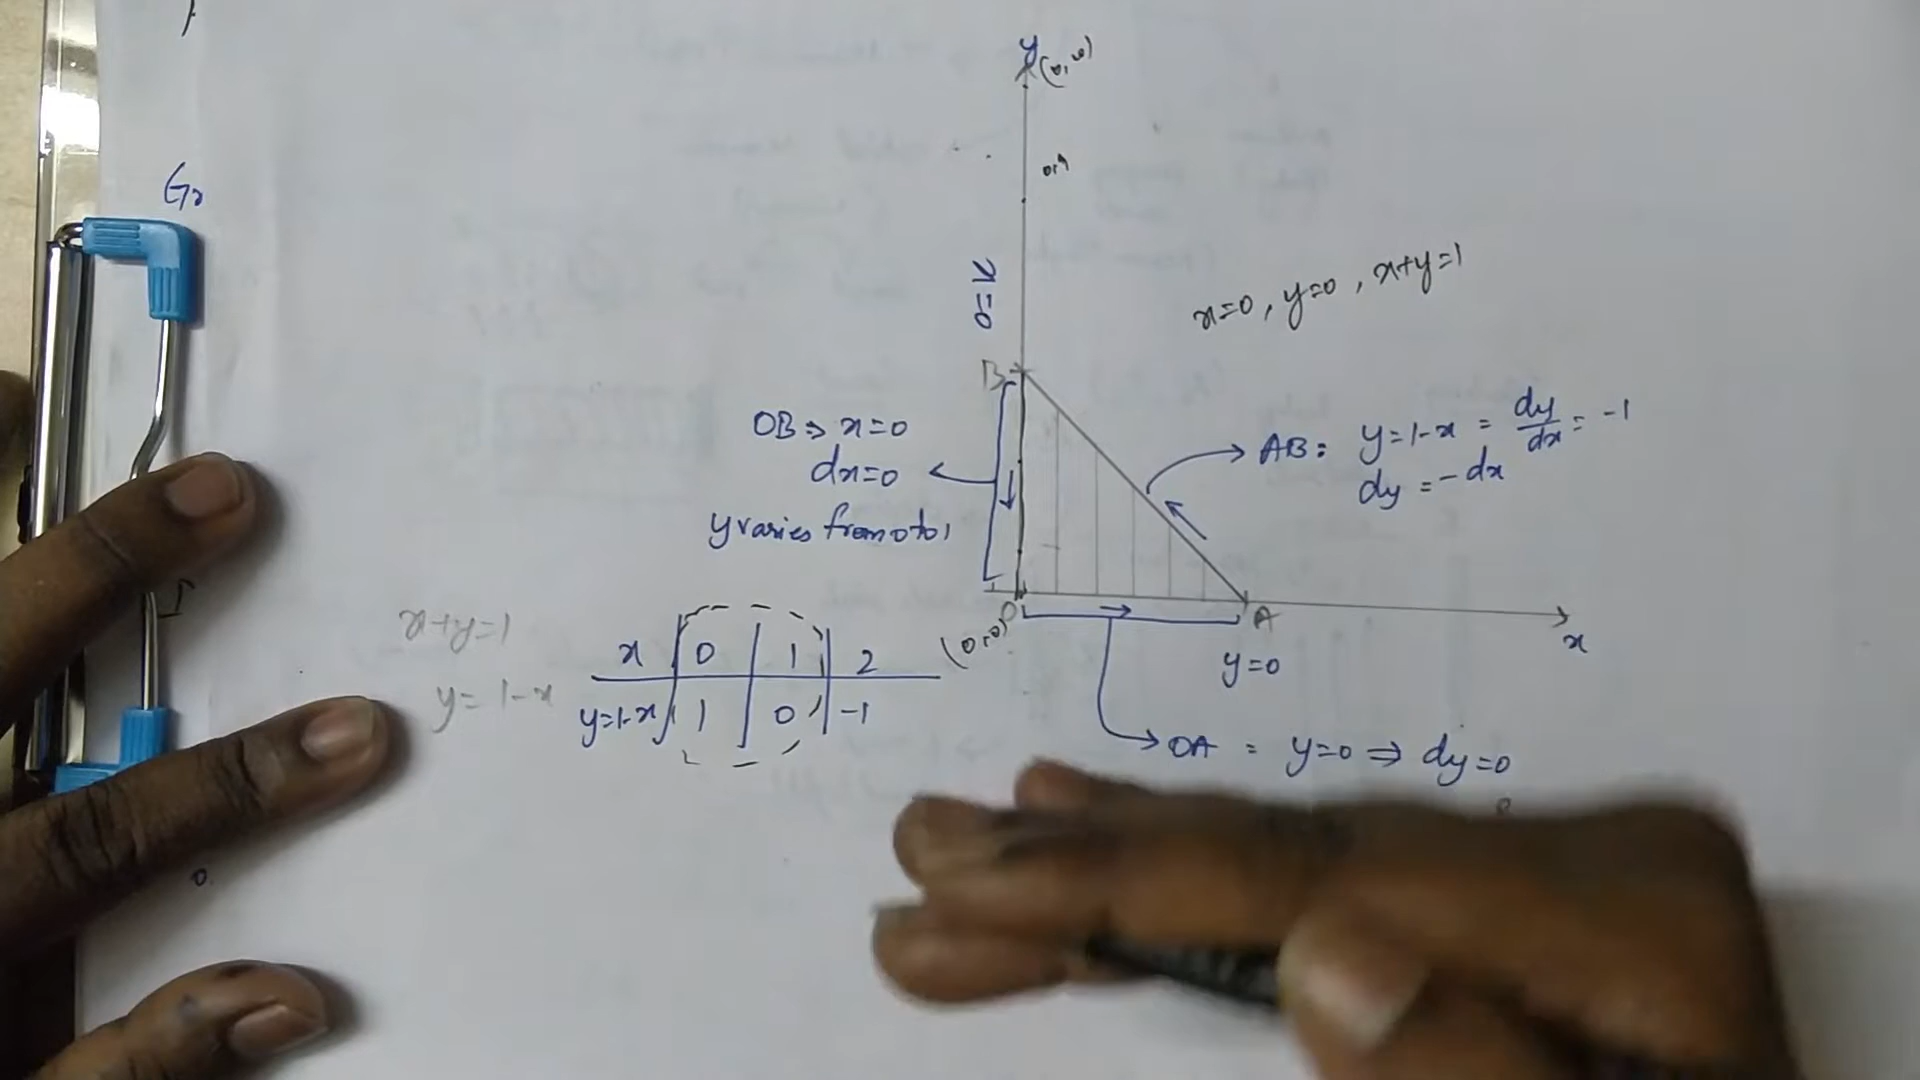 y
Gr
x=0
x=0, y=0, x+y=1
B
OB ⇒ x=0
dx=0
y varies from 0 to 1
AB: y=1-x = dy/dx = -1
dy = -dx
x+y=1
y= 1-x
x 0 1 2
y=1-x 1 0 -1
O
(0,0)
A
x
y=0
OA = y=0 ⇒ dy=0